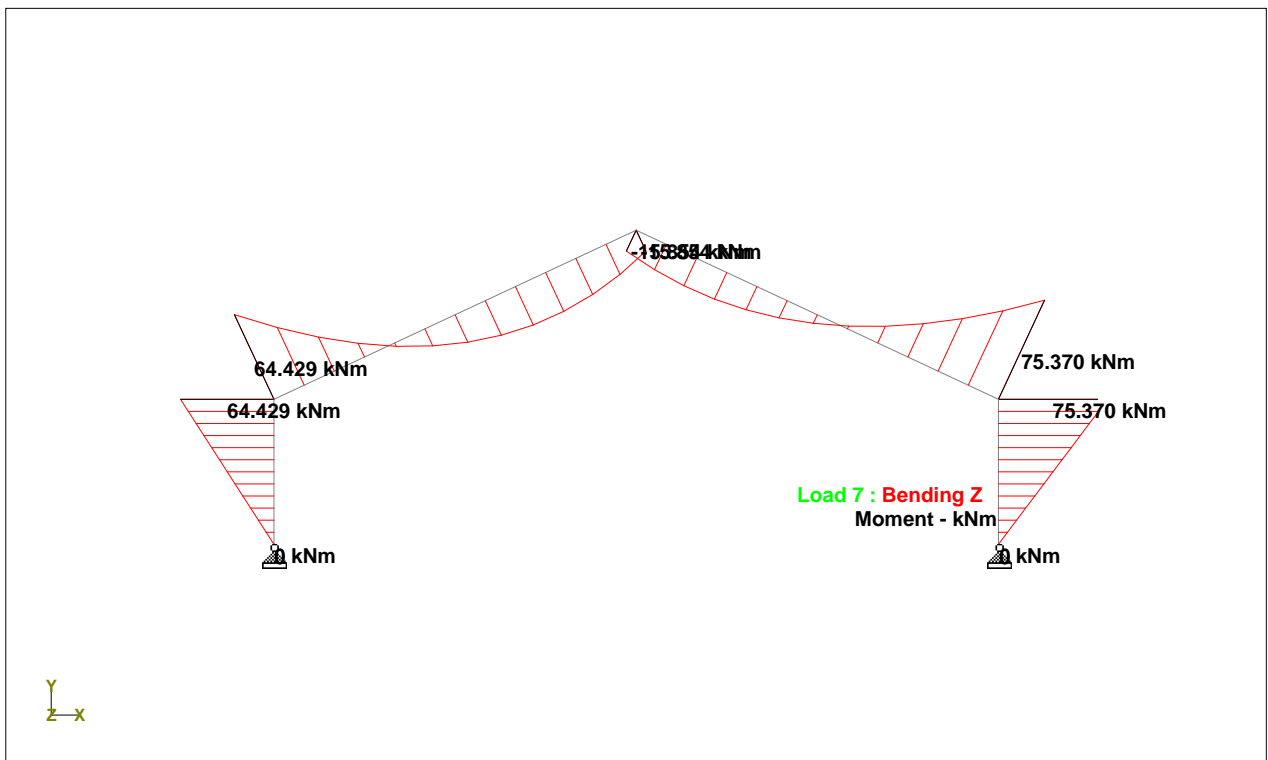 64.429 kNm
75.370 kNm
64.429 kNm
75.370 kNm
Load 7 : Bending Z
Moment - kNm
0 kNm
0 kNm
Y
Z X